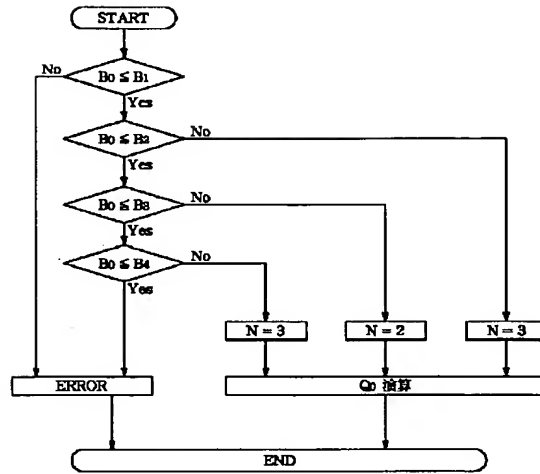 START
No
B0 ≦ B1
Yes
B0 ≦ B2
No
Yes
B0 ≦ B3
No
Yes
B0 ≦ B4
No
Yes
N = 3
N = 2
N = 3
ERROR
Q0 演算
END